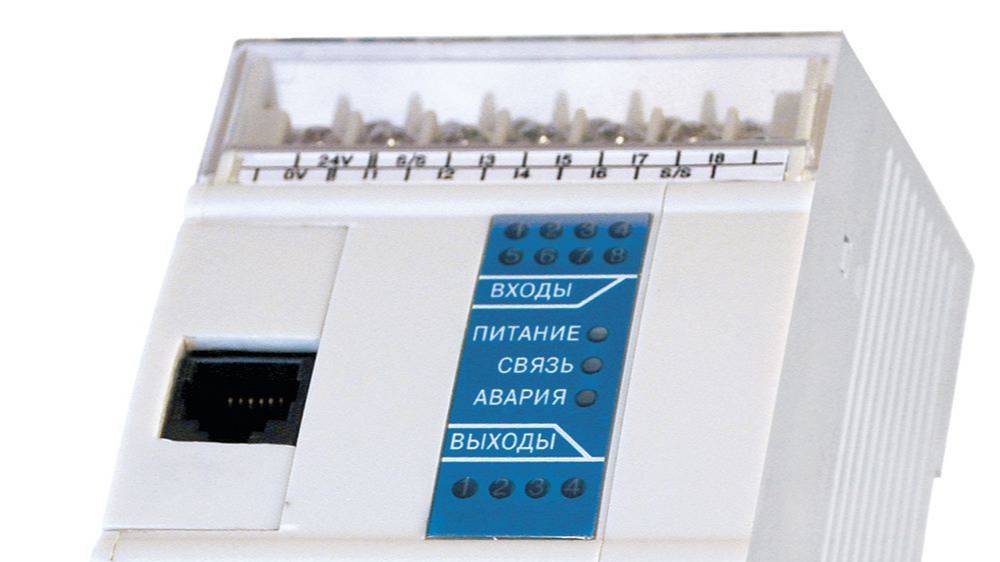 24V S/S I3 I5 I7 I8
0V I1 I2 I4 I6 S/S
1 2 3 4
5 6 7 8
ВХОДЫ
ПИТАНИЕ
СВЯЗЬ
АВАРИЯ
ВЫХОДЫ
1 2 3 4